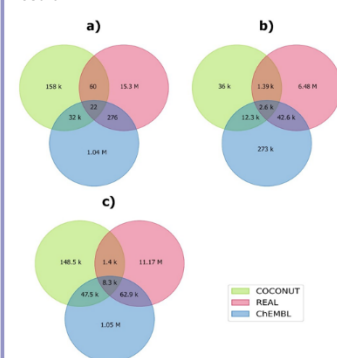 a)
158 k
60
15.3 M
22
32 k
276
1.04 M
b)
36 k
1.39 k
6.48 M
2.6 k
12.3 k
42.6 k
273 k
c)
148.5 k
1.4 k
11.17 M
8.3 k
47.5 k
62.9 k
1.05 M
COCONUT
REAL
ChEMBL